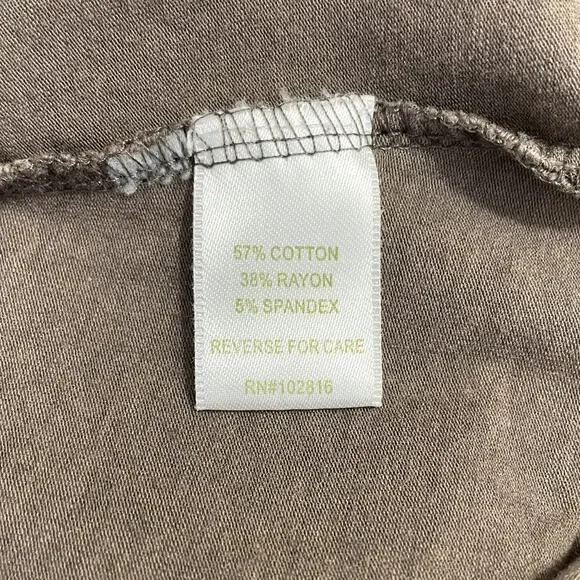 57% COTTON
38% RAYON
5% SPANDEX
REVERSE FOR CARE
RN#102816